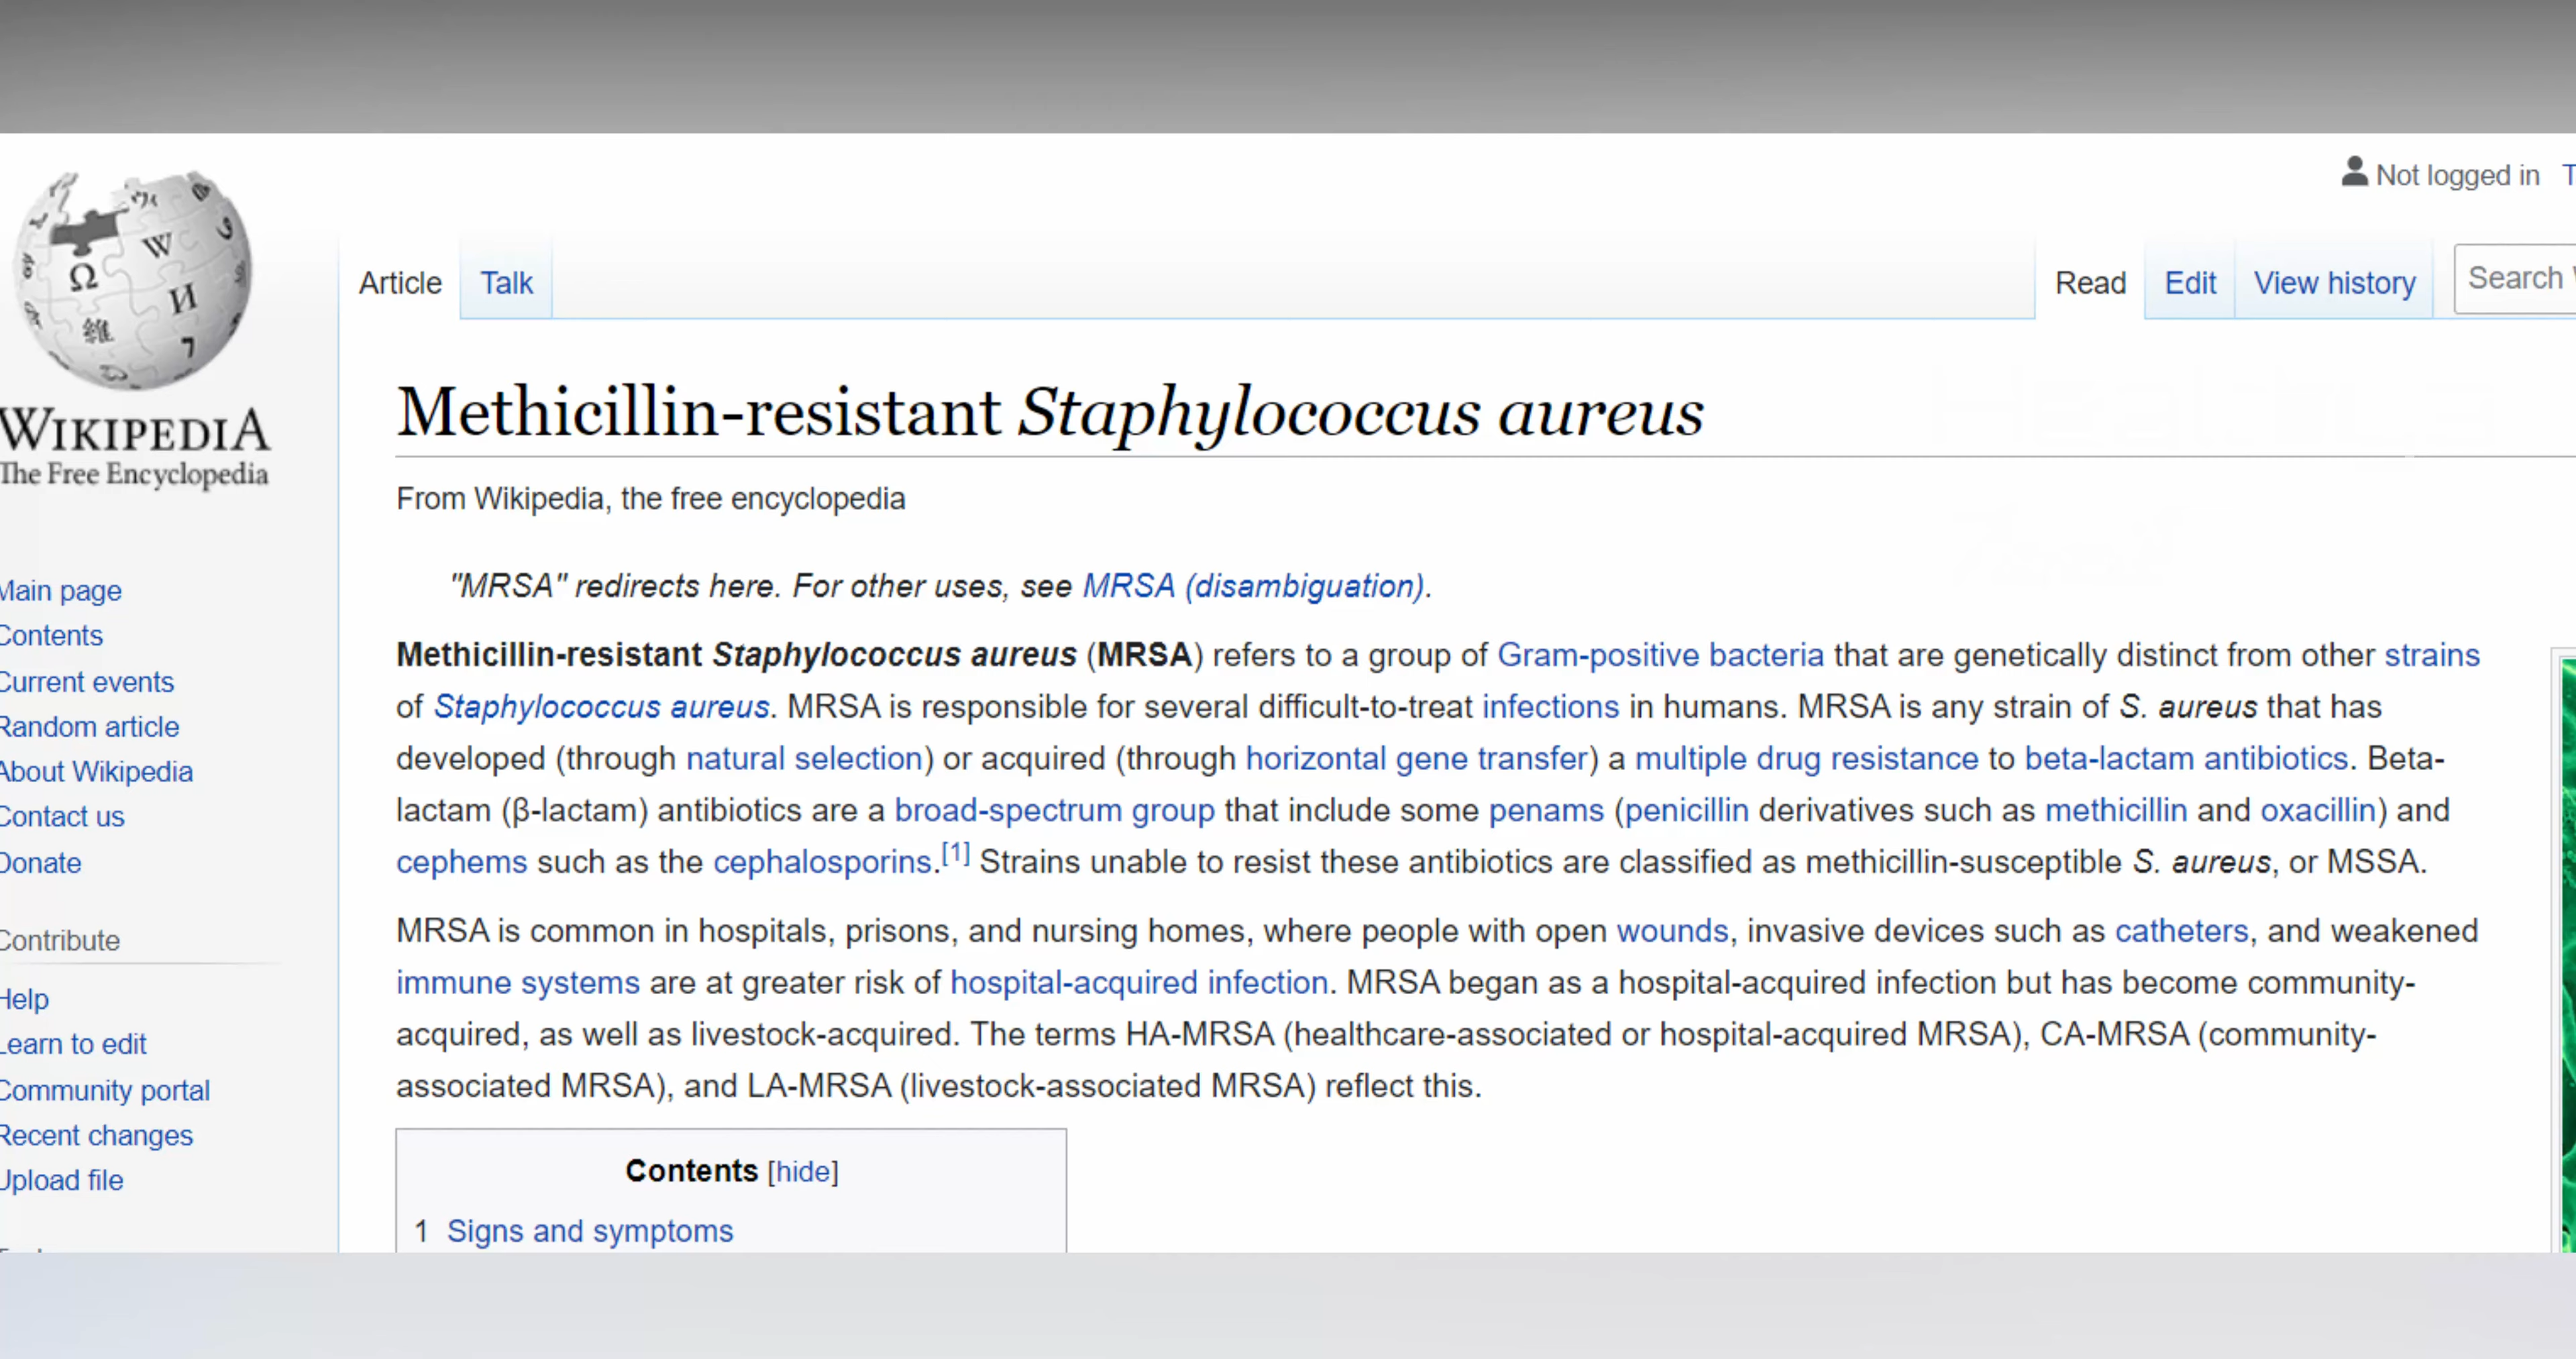 Not logged in
Article
Talk
Read
Edit
View history
Search
WIKIPEDIA
The Free Encyclopedia
Main page
Contents
Current events
Random article
About Wikipedia
Contact us
Donate
Contribute
Help
Learn to edit
Community portal
Recent changes
Upload file
Methicillin-resistant Staphylococcus aureus
From Wikipedia, the free encyclopedia
"MRSA" redirects here. For other uses, see MRSA (disambiguation).
Methicillin-resistant Staphylococcus aureus (MRSA) refers to a group of Gram-positive bacteria that are genetically distinct from other strains
of Staphylococcus aureus. MRSA is responsible for several difficult-to-treat infections in humans. MRSA is any strain of S. aureus that has
developed (through natural selection) or acquired (through horizontal gene transfer) a multiple drug resistance to beta-lactam antibiotics. Beta-
lactam (β-lactam) antibiotics are a broad-spectrum group that include some penams (penicillin derivatives such as methicillin and oxacillin) and
cephems such as the cephalosporins.[1] Strains unable to resist these antibiotics are classified as methicillin-susceptible S. aureus, or MSSA.
MRSA is common in hospitals, prisons, and nursing homes, where people with open wounds, invasive devices such as catheters, and weakened
immune systems are at greater risk of hospital-acquired infection. MRSA began as a hospital-acquired infection but has become community-
acquired, as well as livestock-acquired. The terms HA-MRSA (healthcare-associated or hospital-acquired MRSA), CA-MRSA (community-
associated MRSA), and LA-MRSA (livestock-associated MRSA) reflect this.
Contents [hide]
1 Signs and symptoms